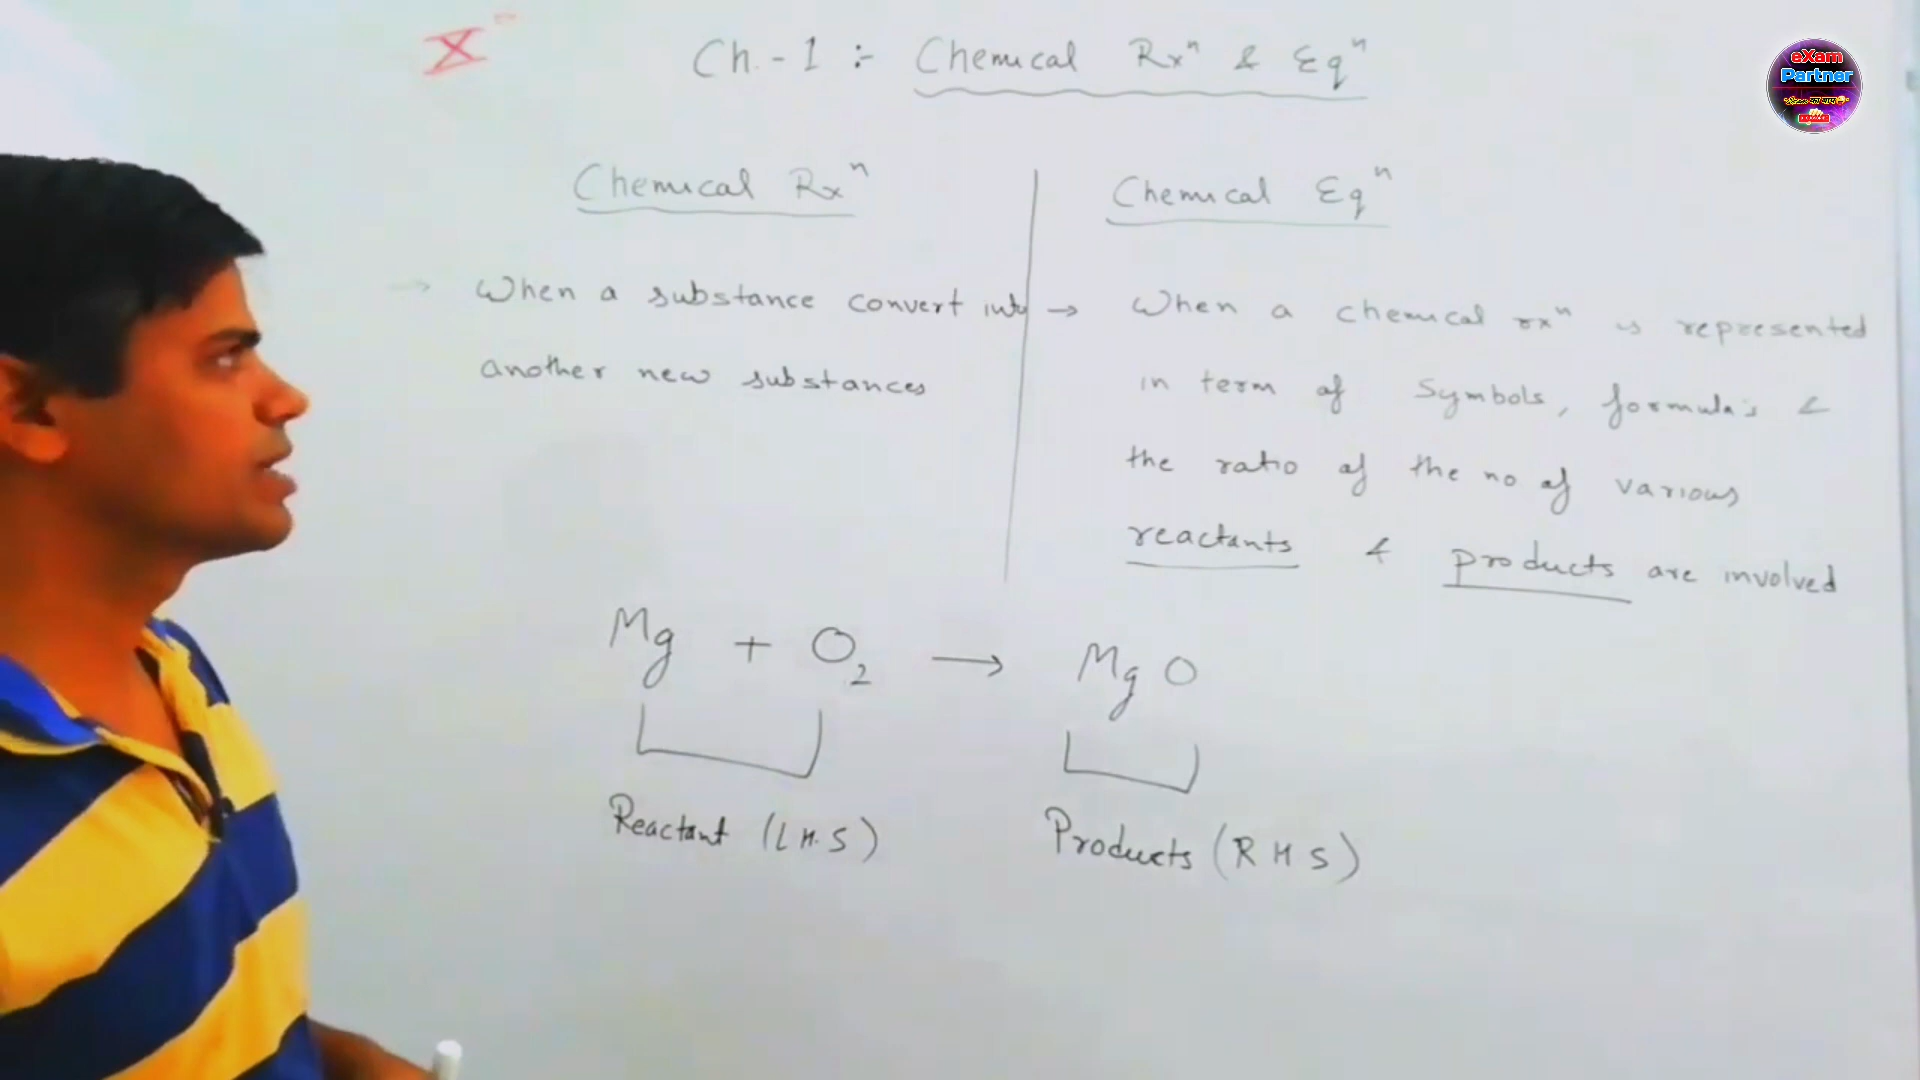 X
Ch.-1 :- Chemical Rxⁿ & Eqⁿ
eXam
Partner
Chemical Rxⁿ
→ When a substance convert into
another new substances
Chemical Eqⁿ
→ When a chemical rxⁿ is represented
in term of Symbols, formula's &
the ratio of the no of various
reactants & products are involved
Mg + O₂ → MgO
Reactant (L.H.S) Products (R H S)